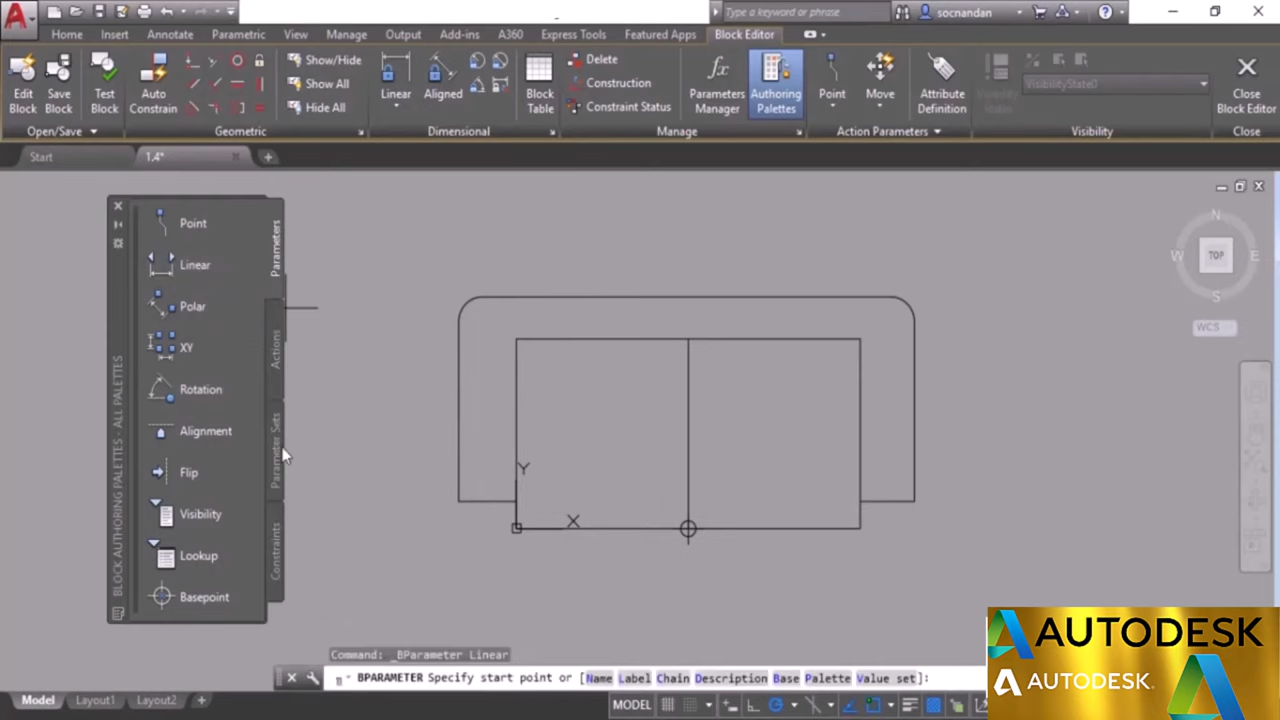 Type a keyword or phrase
socnandan
Home Insert Annotate Parametric View Manage Output Add-ins A360 Express Tools Featured Apps Block Editor
Edit Block
Save Block
Test Block
Auto Constrain
Show/Hide
Show All
Hide All
Linear
Aligned
Block Table
Delete
Construction
Constraint Status
Parameters Manager
Authoring Palettes
Point
Move
Attribute Definition
Visibility States
VisibilityState0
Close Block Editor
Open/Save Geometric Dimensional Manage Action Parameters Visibility Close
Start 1.4*
Point
Linear
Polar
XY
Rotation
Alignment
Flip
Visibility
Lookup
Basepoint
Parameters
Actions
Parameter Sets
Constraints
BLOCK AUTHORING PALETTES - ALL PALETTES
Y
X
N
W TOP E
S
WCS
Command: _BParameter Linear
BPARAMETER Specify start point or [Name Label Chain Description Base Palette Value set]:
Model Layout1 Layout2 +
MODEL
AUTODESK
AUTODESK.